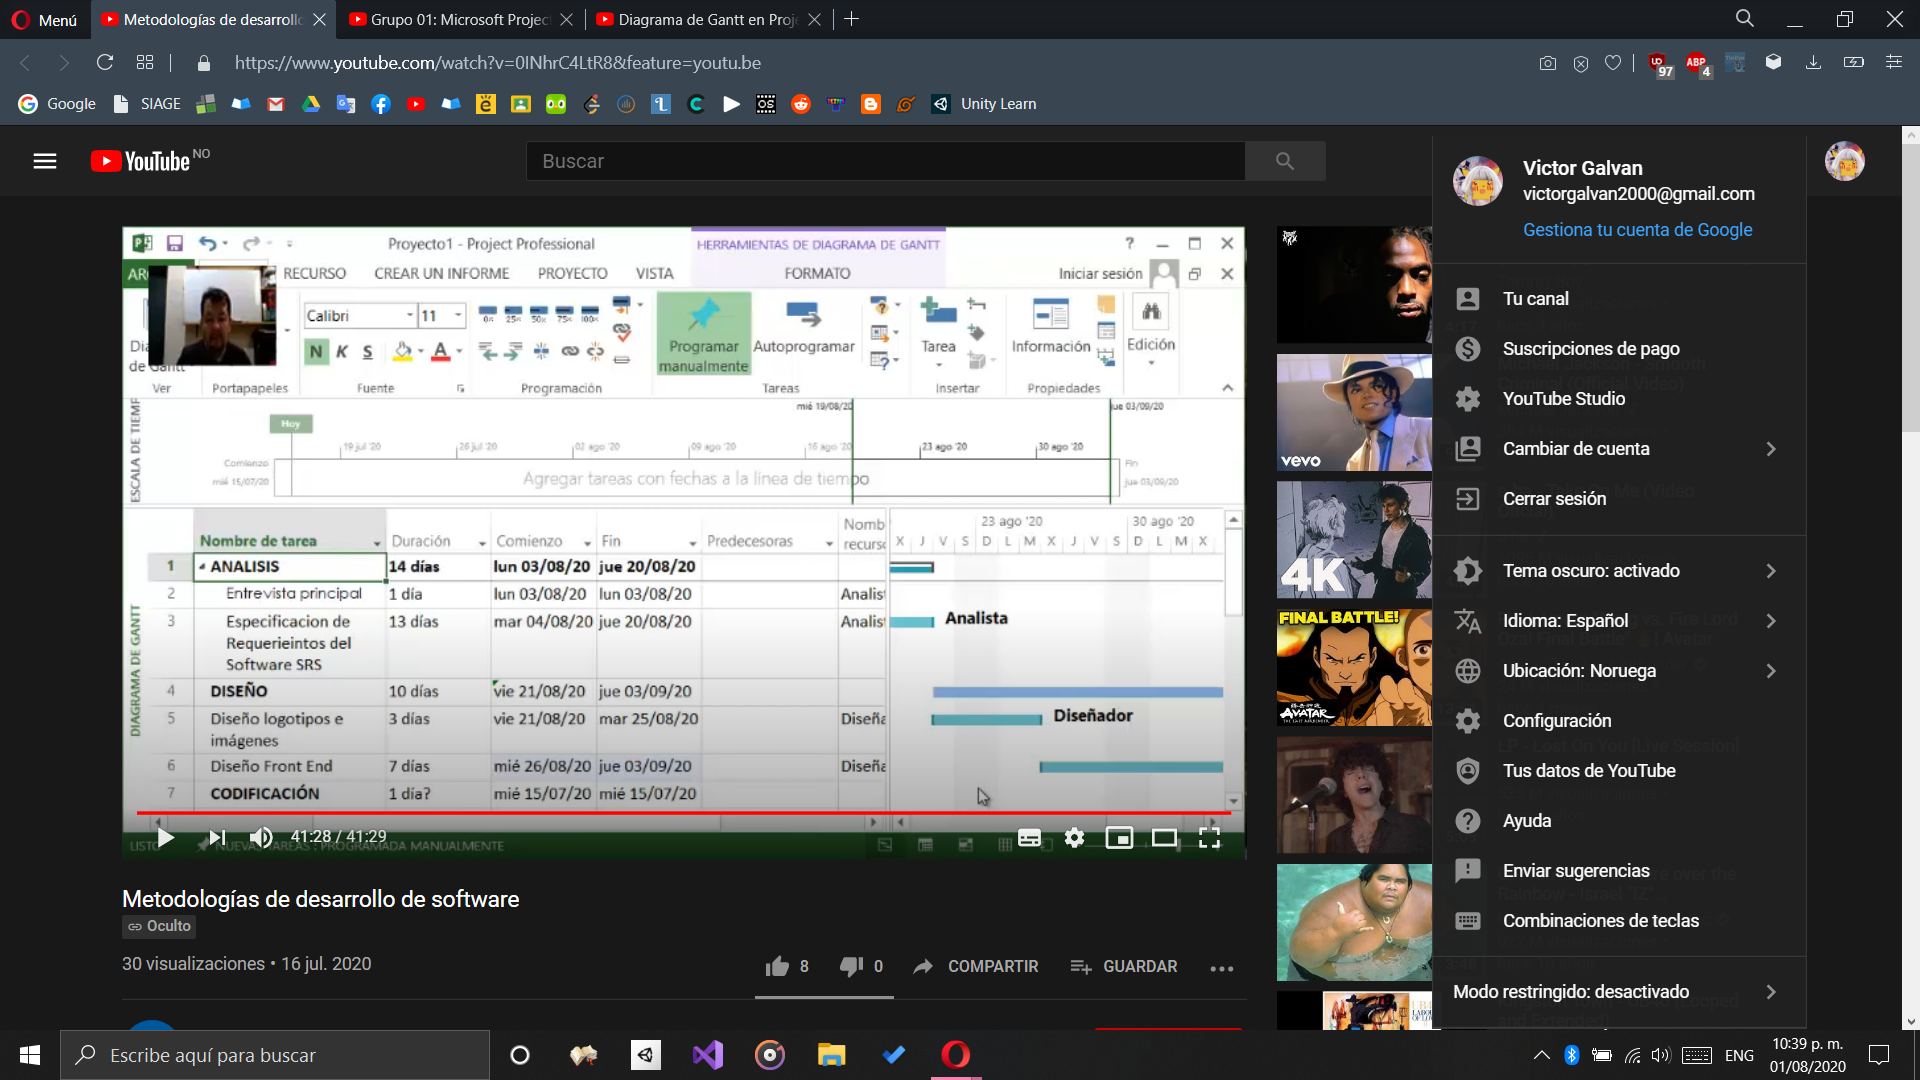 Menú
Metodologías de desarroll
Grupo 01: Microsoft Projec
Diagrama de Gantt en Proj
https://www.youtube.com/watch?v=0lNhrC4LtR8&feature=youtu.be
97
ABP
4
Google
SIAGE
Unity Learn
YouTube NO
Buscar
Victor Galvan
victorgalvan2000@gmail.com
Gestiona tu cuenta de Google
Tu canal
Suscripciones de pago
YouTube Studio
Cambiar de cuenta
Cerrar sesión
Tema oscuro: activado
Idioma: Español
Ubicación: Noruega
Configuración
Tus datos de YouTube
Ayuda
Enviar sugerencias
Combinaciones de teclas
Modo restringido: desactivado
Proyecto1 - Project Professional
HERRAMIENTAS DE DIAGRAMA DE GANTT
RECURSO CREAR UN INFORME PROYECTO VISTA FORMATO Iniciar sesión
Calibri 11
N K S
Programar manualmente
Autoprogramar
Tarea
Información
Edición
de Gantt
Ver Portapapeles Fuente Programación Tareas Insertar Propiedades
mié 19/08/20 jue 03/09/20
Hoy
19 jul '20 26 jul '20 02 ago '20 09 ago '20 16 ago '20 23 ago '20 30 ago '20
Comienzo
mié 15/07/20
Agregar tareas con fechas a la línea de tiempo
Fin
jue 03/09/20
DIAGRAMA DE GANTT
Nombre de tarea Duración Comienzo Fin Predecesoras Nomb recurs
23 ago '20 30 ago '20
X J V S D L M X J V S D L M X
1 ANALISIS 14 días lun 03/08/20 jue 20/08/20
2 Entrevista principal 1 día lun 03/08/20 lun 03/08/20 Analis
3 Especificacion de Requerieintos del Software SRS 13 días mar 04/08/20 jue 20/08/20 Analis
Analista
4 DISEÑO 10 días vie 21/08/20 jue 03/09/20
5 Diseño logotipos e imágenes 3 días vie 21/08/20 mar 25/08/20 Diseña
Diseñador
6 Diseño Front End 7 días mié 26/08/20 jue 03/09/20 Diseña
7 CODIFICACIÓN 1 día? mié 15/07/20 mié 15/07/20
41:28 / 41:29
NUEVAS TAREAS : PROGRAMADA MANUALMENTE
vevo
4K
FINAL BATTLE!
AVATAR
Metodologías de desarrollo de software
Oculto
30 visualizaciones • 16 jul. 2020
8
0
COMPARTIR
GUARDAR
Escribe aquí para buscar
ENG
10:39 p. m.
01/08/2020